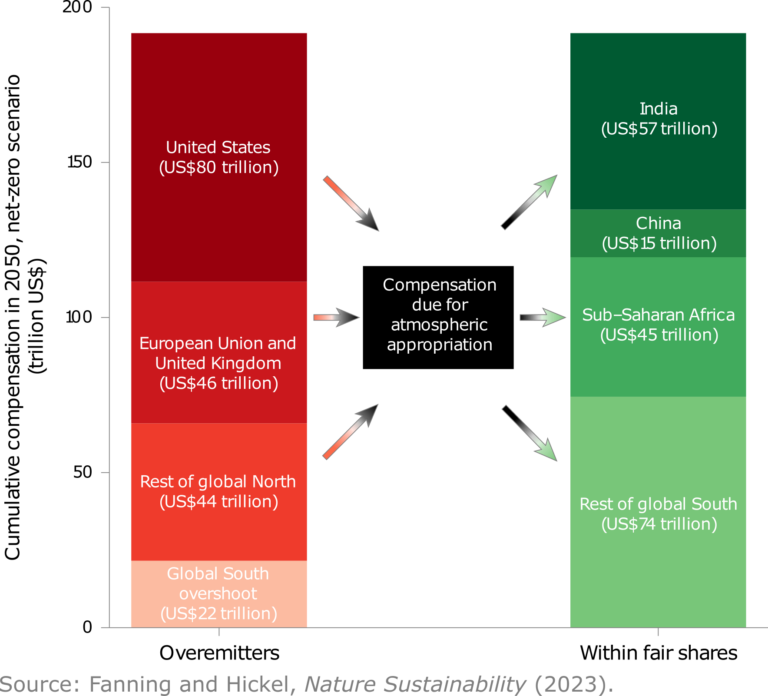 Cumulative compensation in 2050, net-zero scenario
(trillion US$)
200
150
100
50
0
United States
(US$80 trillion)
European Union and
United Kingdom
(US$46 trillion)
Rest of global North
(US$44 trillion)
Global South
overshoot
(US$22 trillion)
Compensation
due for
atmospheric
appropriation
India
(US$57 trillion)
China
(US$15 trillion)
Sub–Saharan Africa
(US$45 trillion)
Rest of global South
(US$74 trillion)
Overemitters
Within fair shares
Source: Fanning and Hickel, Nature Sustainability (2023).